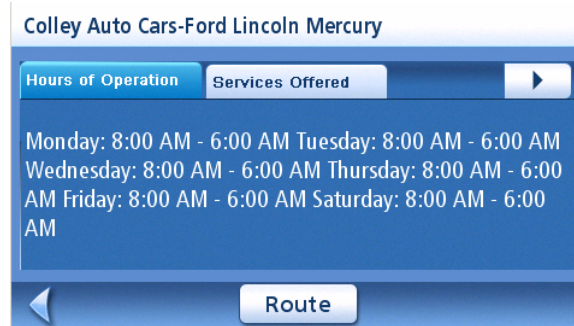 Colley Auto Cars-Ford Lincoln Mercury
Hours of Operation
Services Offered
Monday: 8:00 AM - 6:00 AM Tuesday: 8:00 AM - 6:00 AM
Wednesday: 8:00 AM - 6:00 AM Thursday: 8:00 AM - 6:00
AM Friday: 8:00 AM - 6:00 AM Saturday: 8:00 AM - 6:00
AM
Route